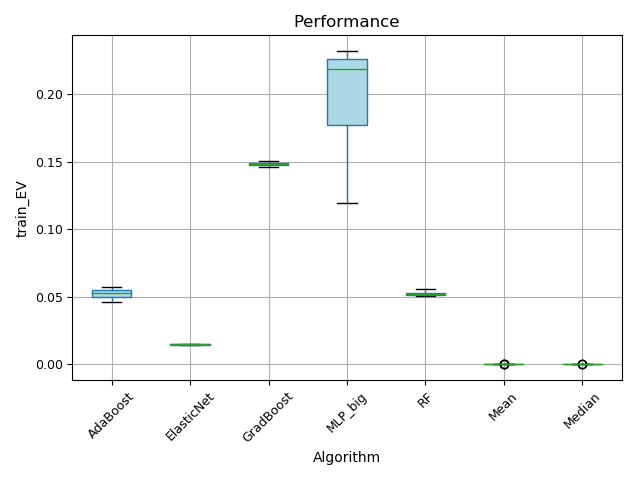 Performance
train_EV
0.20
0.15
0.10
0.05
0.00
AdaBoost
ElasticNet
GradBoost
MLP_big
RF
Mean
Median
Algorithm